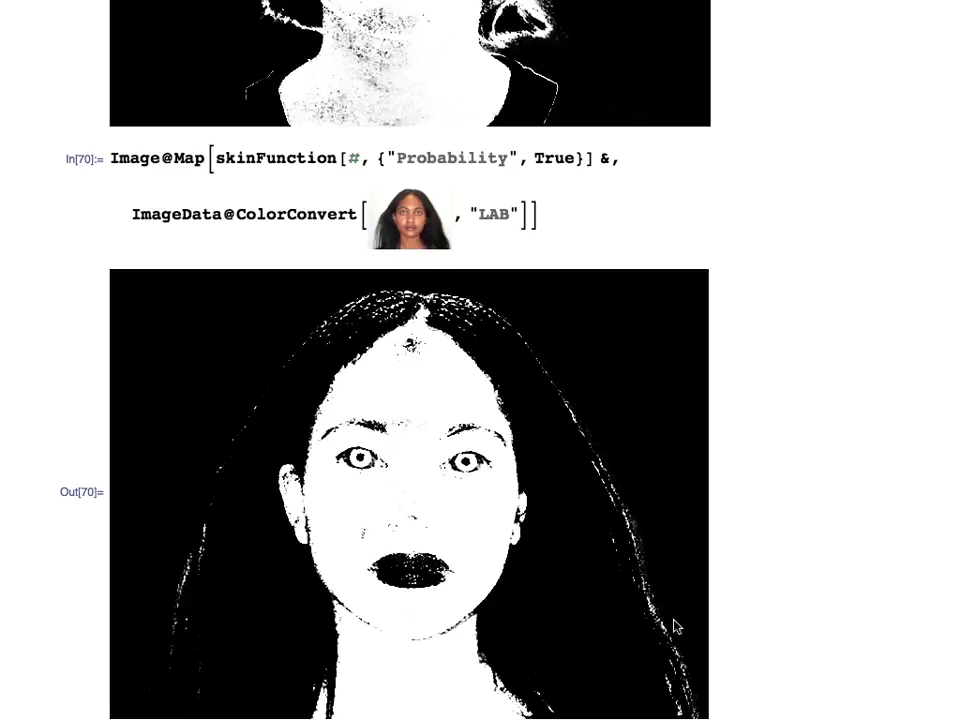 In[70]:= Image@Map[skinFunction[#, {"Probability", True}] &,
ImageData@ColorConvert[ , "LAB"]]
Out[70]=